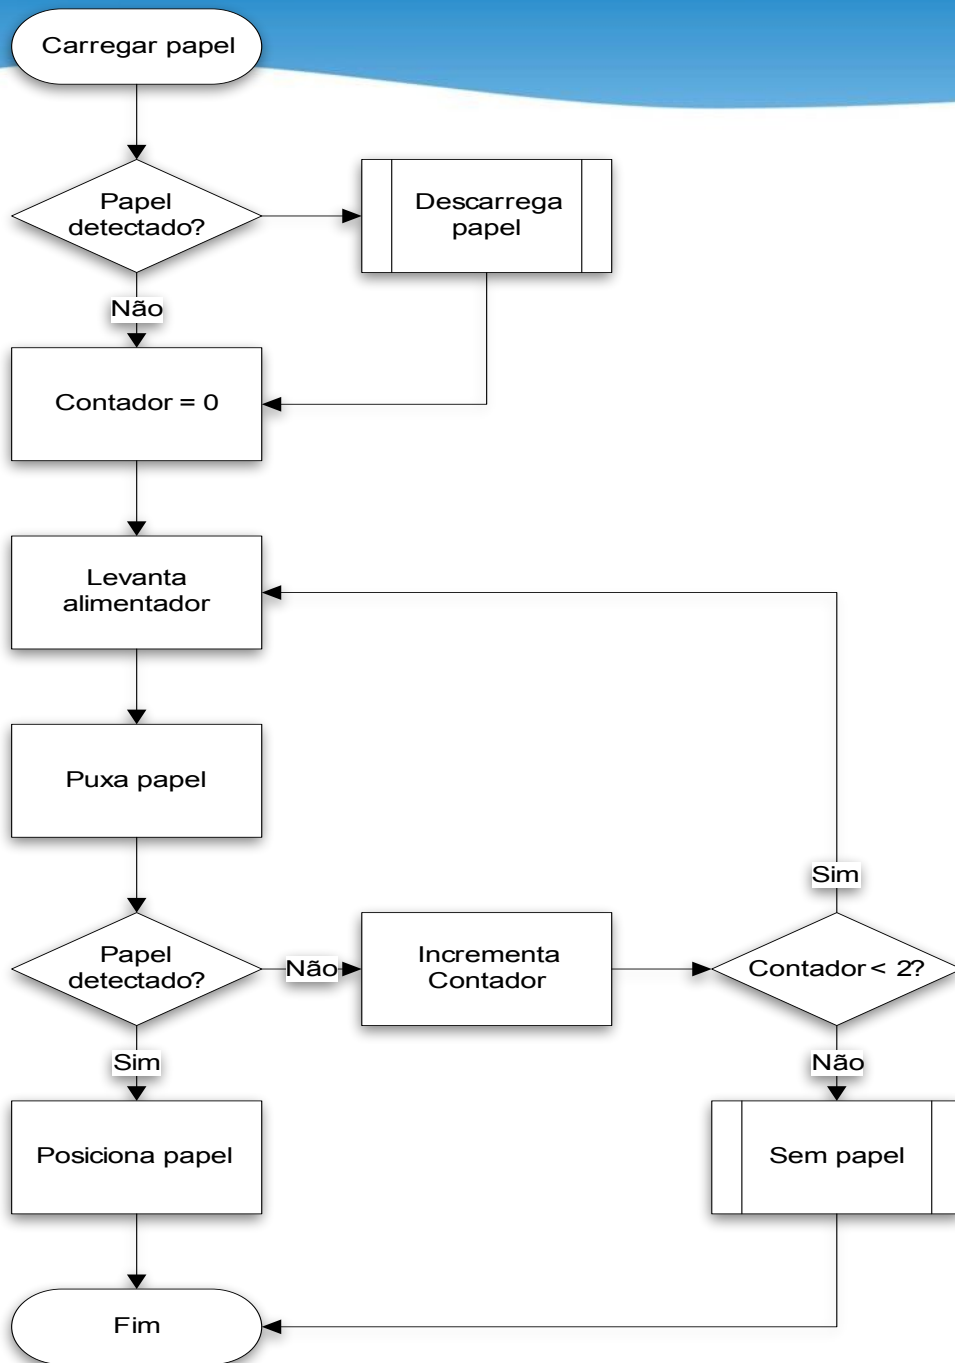 Carregar papel
Papel
detectado?
Descarrega
papel
Não
Contador = 0
Levanta
alimentador
Puxa papel
Sim
Papel
detectado?
Não
Incrementa
Contador
Contador < 2?
Sim
Não
Posiciona papel
Sem papel
Fim